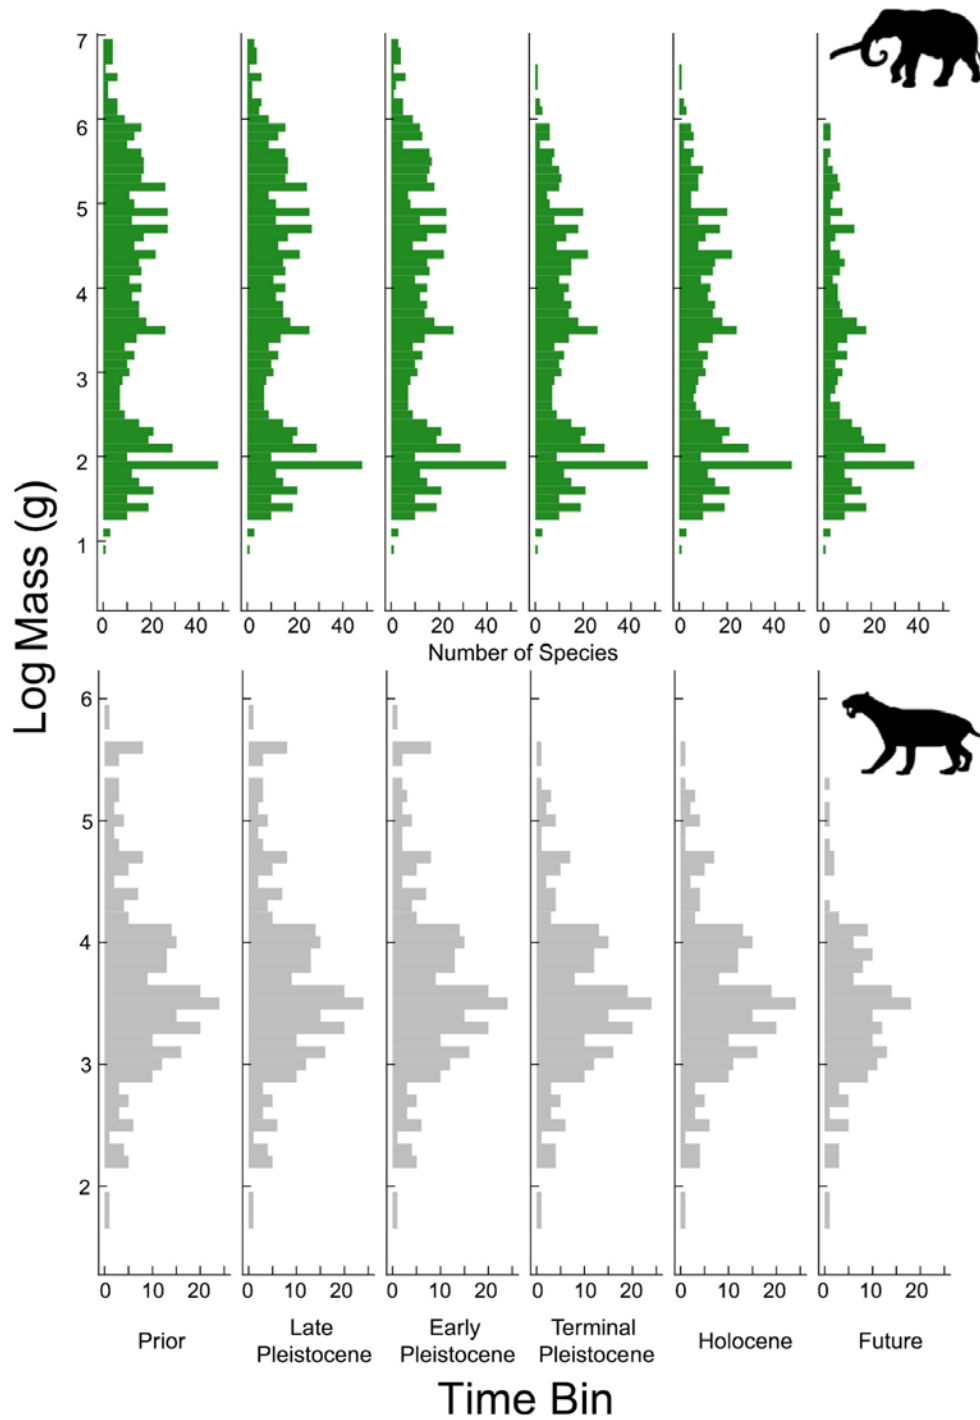 Log Mass (g)
7
6
5
4
3
2
1
0 20 40 0 20 40 0 20 40 0 20 40 0 20 40 0 20 40
Number of Species
6
5
4
3
2
0 10 20 0 10 20 0 10 20 0 10 20 0 10 20 0 10 20
Prior
Late
Pleistocene
Early
Pleistocene
Terminal
Pleistocene
Holocene
Future
Time Bin